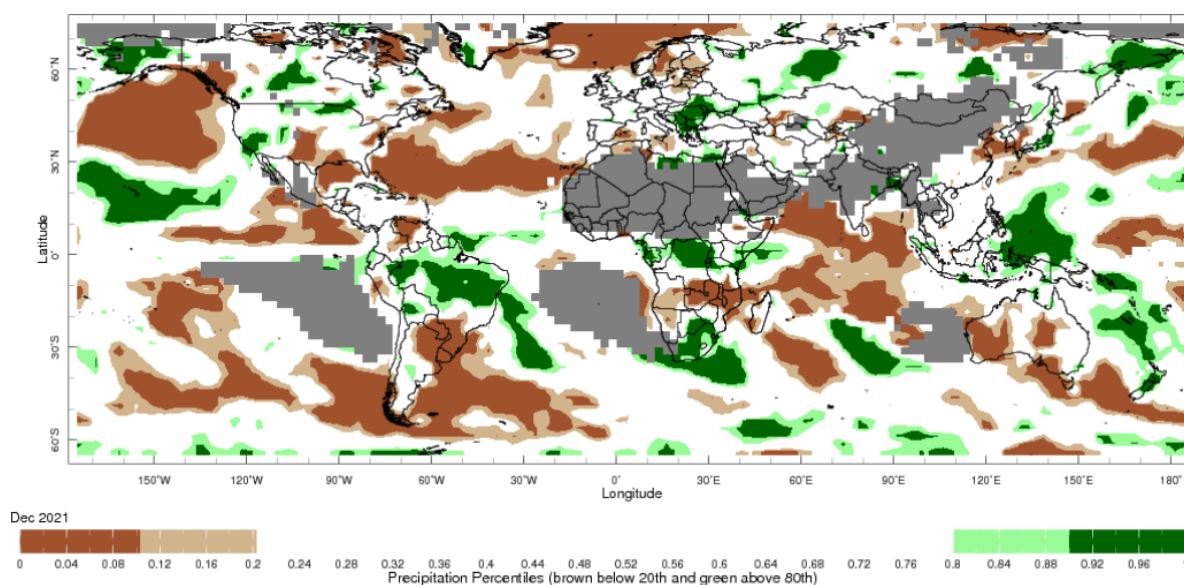 60°N
30°N
0°
30°S
60°S
Latitude
150°W 120°W 90°W 60°W 30°W 0° 30°E 60°E 90°E 120°E 150°E 180°
Longitude
Dec 2021
0 0.04 0.08 0.12 0.16 0.2 0.28 0.32 0.36 0.4 0.44 0.48 0.52 0.56 0.6 0.64 0.68 0.72 0.76 0.8 0.84 0.88 0.92 0.96
Precipitation Percentiles (brown below 20th and green above 80th)